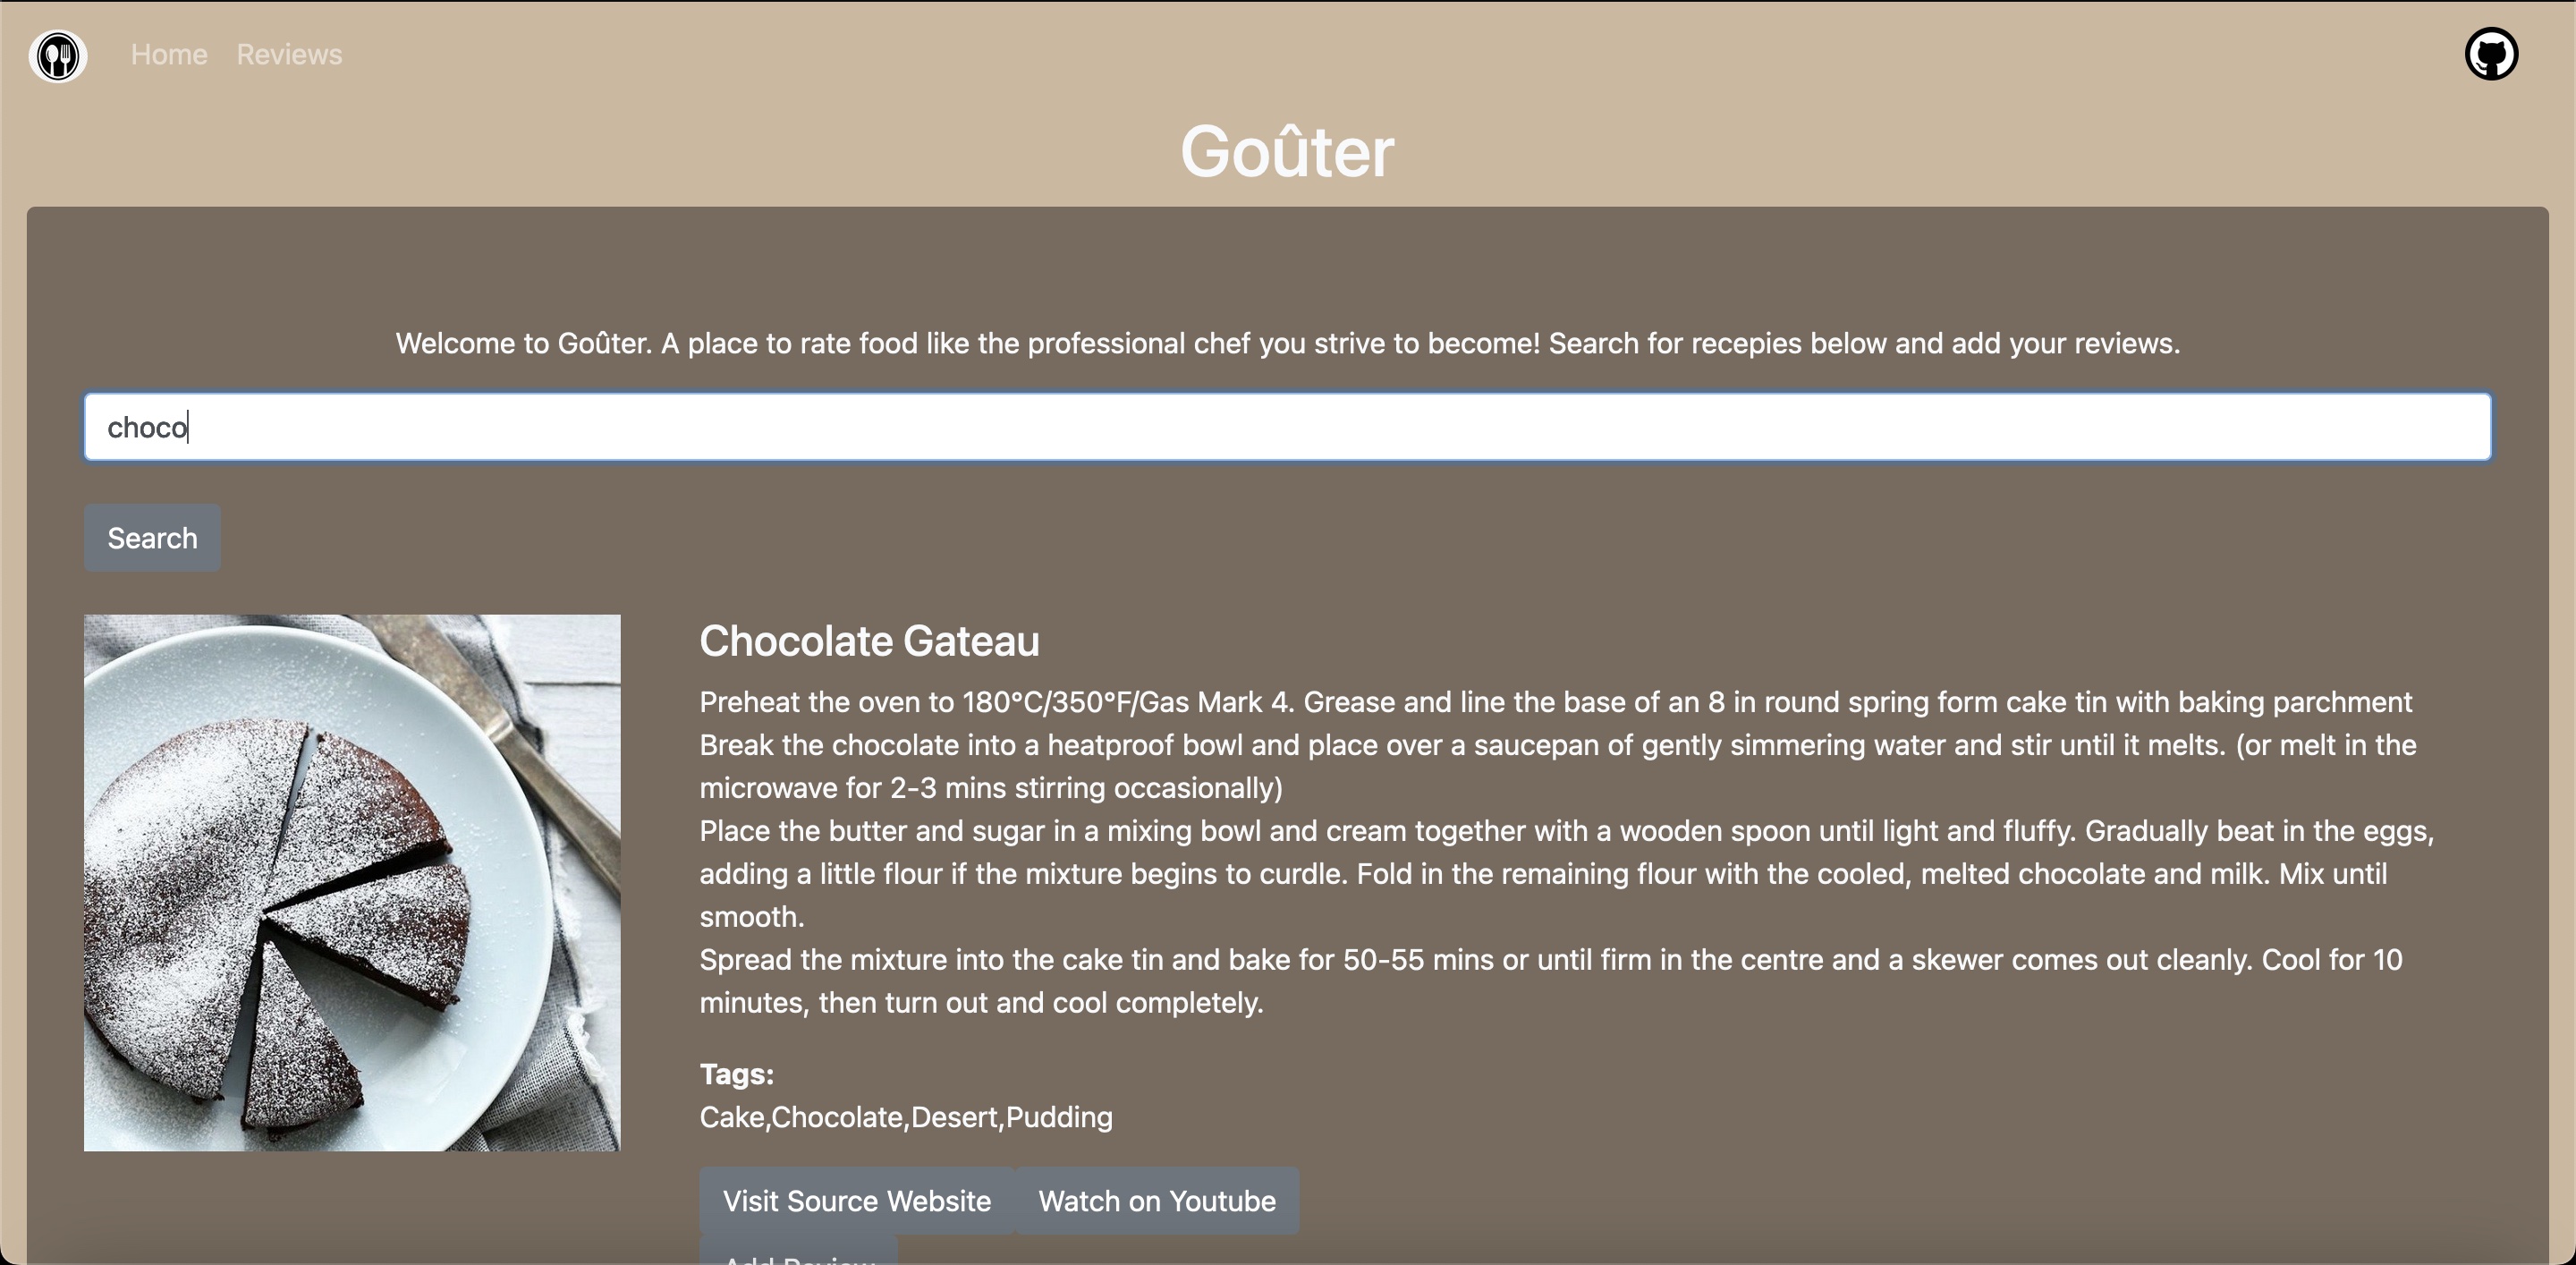 Home Reviews
Goûter
Welcome to Goûter. A place to rate food like the professional chef you strive to become! Search for recepies below and add your reviews.
choco
Search
Chocolate Gateau
Preheat the oven to 180°C/350°F/Gas Mark 4. Grease and line the base of an 8 in round spring form cake tin with baking parchment
Break the chocolate into a heatproof bowl and place over a saucepan of gently simmering water and stir until it melts. (or melt in the
microwave for 2-3 mins stirring occasionally)
Place the butter and sugar in a mixing bowl and cream together with a wooden spoon until light and fluffy. Gradually beat in the eggs,
adding a little flour if the mixture begins to curdle. Fold in the remaining flour with the cooled, melted chocolate and milk. Mix until
smooth.
Spread the mixture into the cake tin and bake for 50-55 mins or until firm in the centre and a skewer comes out cleanly. Cool for 10
minutes, then turn out and cool completely.
Tags:
Cake,Chocolate,Desert,Pudding
Visit Source Website Watch on Youtube
Add Review